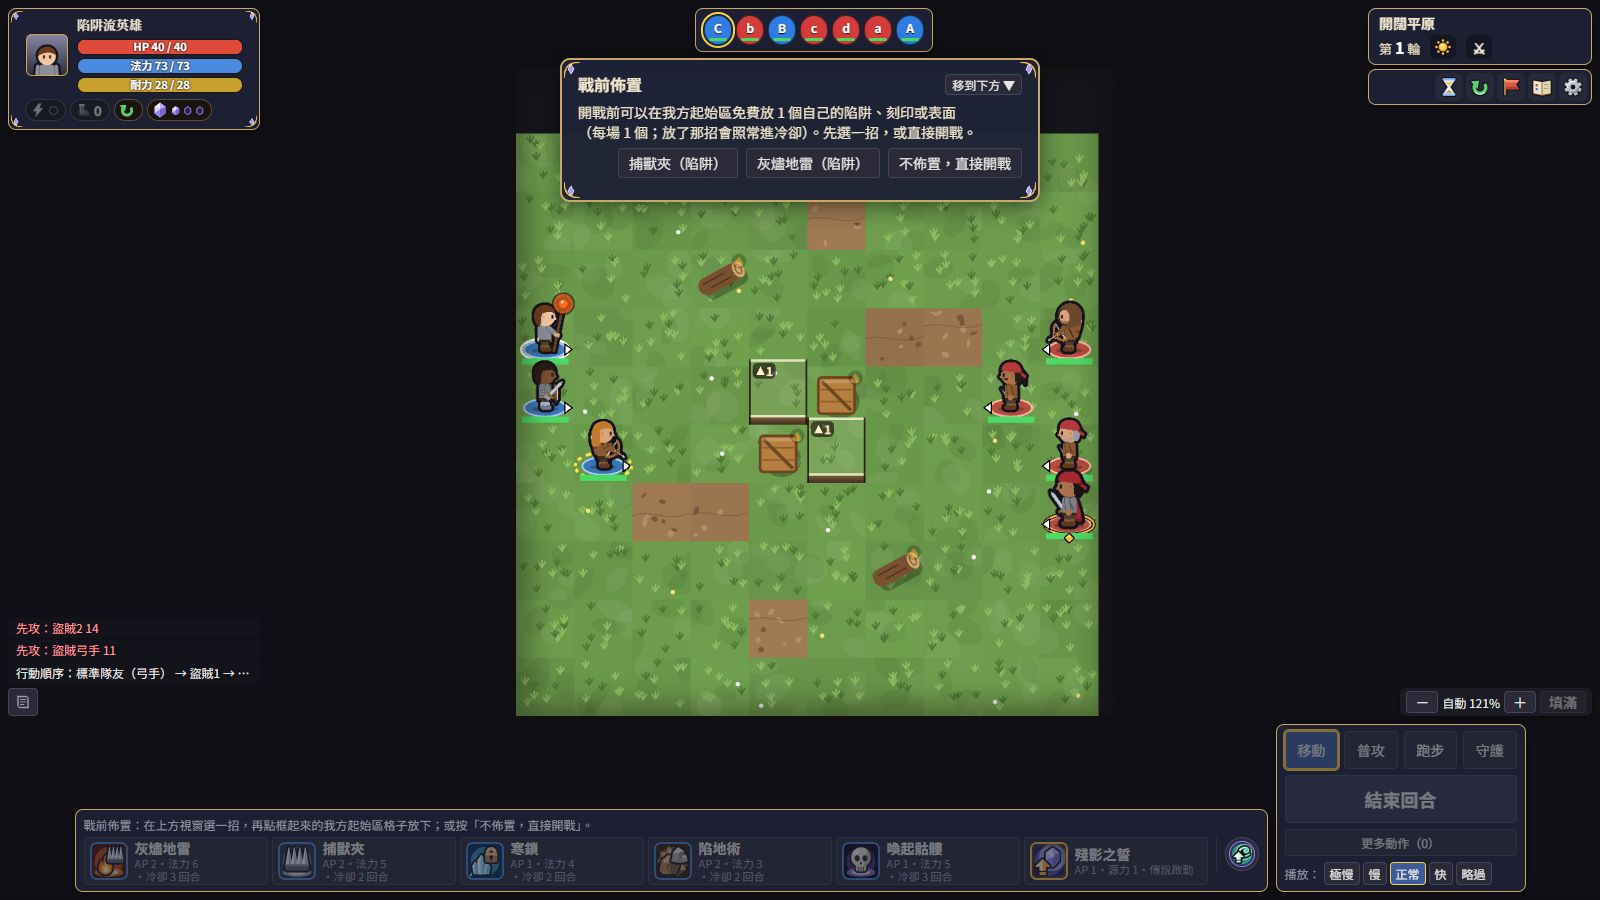 陷阱流英雄
HP 40 / 40
法力 73 / 73
耐力 28 / 28
0
C b B c d a A
開闊平原
第 1 輪
戰前佈置
移到下方▼
開戰前可以在我方起始區免費放 1 個自己的陷阱、刻印或表面
（每場 1 個；放了那招會照常進冷卻）。先選一招，或直接開戰。
捕獸夾（陷阱）
灰燼地雷（陷阱）
不佈置，直接開戰
▲1
▲1
先攻：盜賊2 14
先攻：盜賊弓手 11
行動順序：標準隊友（弓手）→ 盜賊1 → ⋯
− 自動 121% + 填滿
移動 普攻 跑步 守護
結束回合
更多動作（0）
播放： 極慢 慢 正常 快 略過
戰前佈置：在上方視窗選一招，再點框起來的我方起始區格子放下；或按「不佈置，直接開戰」。
灰燼地雷
AP 2・法力 6
・冷卻 3 回合
捕獸夾
AP 2・法力 5
・冷卻 2 回合
寒鎖
AP 1・法力 4
・冷卻 2 回合
陷地術
AP 2・法力 3
・冷卻 2 回合
喚起骷髏
AP 1・法力 5
・冷卻 3 回合
殘影之誓
AP 1・源力 1・傳說啟動